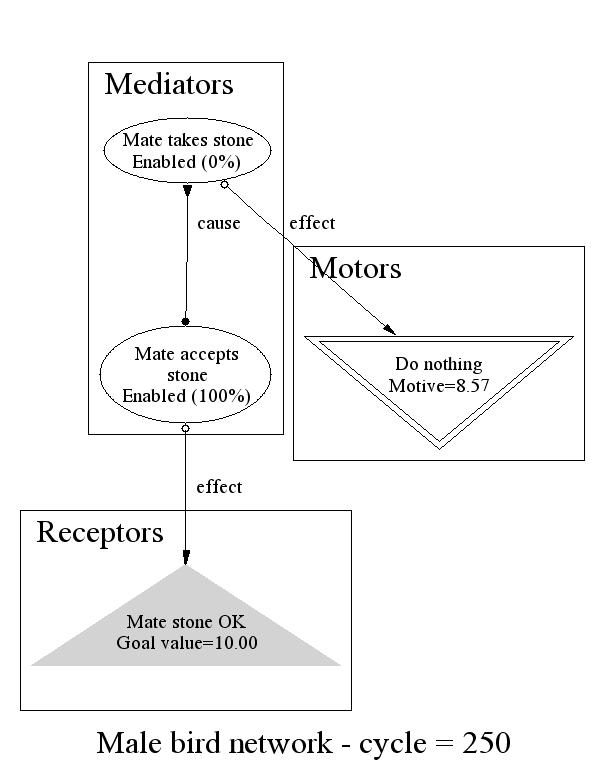 Mediators
Mate takes stone
Enabled (0%)
cause
effect
Motors
Mate accepts
stone
Enabled (100%)
Do nothing
Motive=8.57
effect
Receptors
Mate stone OK
Goal value=10.00
Male bird network - cycle = 250